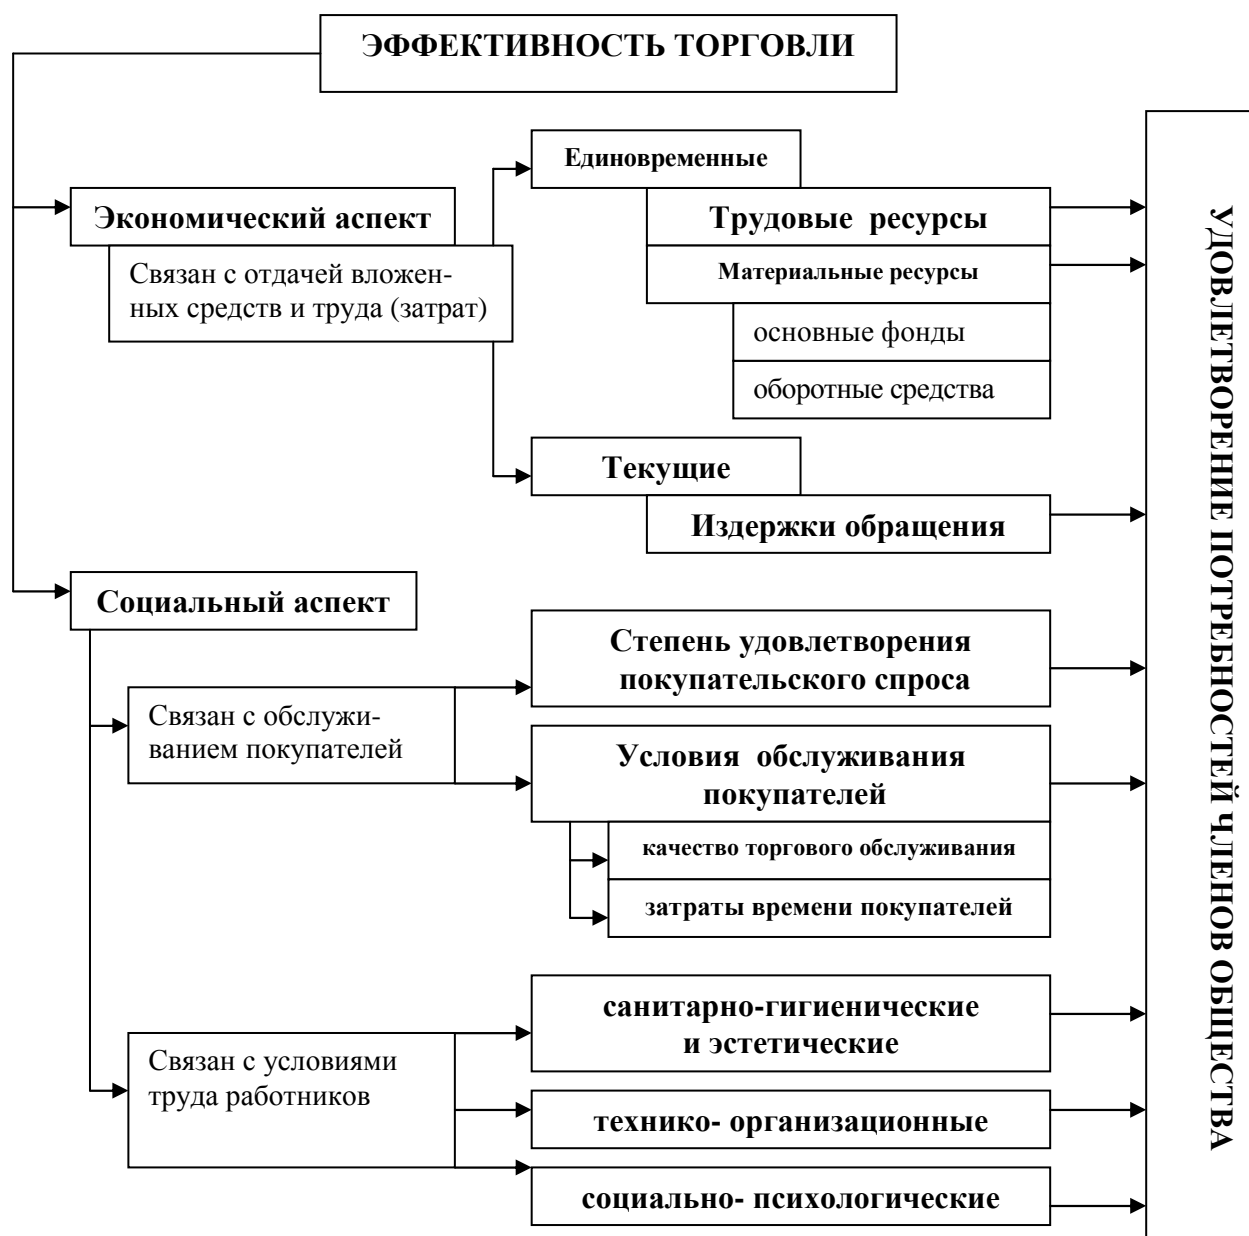 ЭФФЕКТИВНОСТЬ ТОРГОВЛИ
Единовременные
Экономический аспект
Трудовые ресурсы
Связан с отдачей вложен-
ных средств и труда (затрат)
Материальные ресурсы
основные фонды
оборотные средства
Текущие
Издержки обращения
Социальный аспект
Степень удовлетворения
покупательского спроса
Связан с обслужи-
ванием покупателей
Условия обслуживания
покупателей
качество торгового обслуживания
затраты времени покупателей
Связан с условиями
труда работников
санитарно-гигиенические
и эстетические
технико- организационные
социально- психологические
УДОВЛЕТВОРЕНИЕ ПОТРЕБНОСТЕЙ ЧЛЕНОВ ОБЩЕСТВА